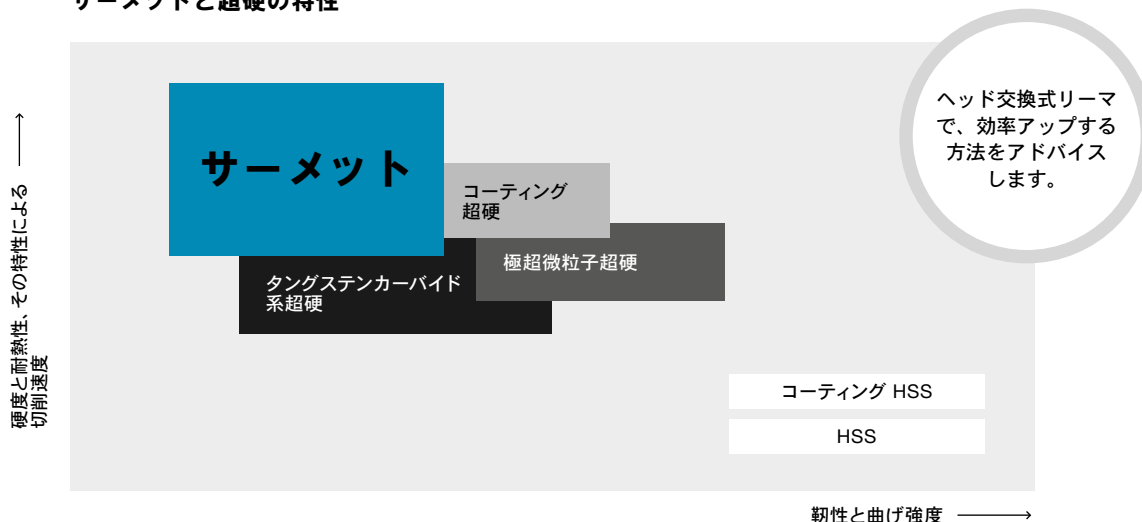 サーメットと超硬の特性
ヘッド交換式リーマ
で、効率アップする
方法をアドバイス
します。
サーメット
コーティング
超硬
極超微粒子超硬
タングステンカーバイド
系超硬
硬度と耐熱性、その特性による
切削速度
コーティング HSS
HSS
靭性と曲げ強度